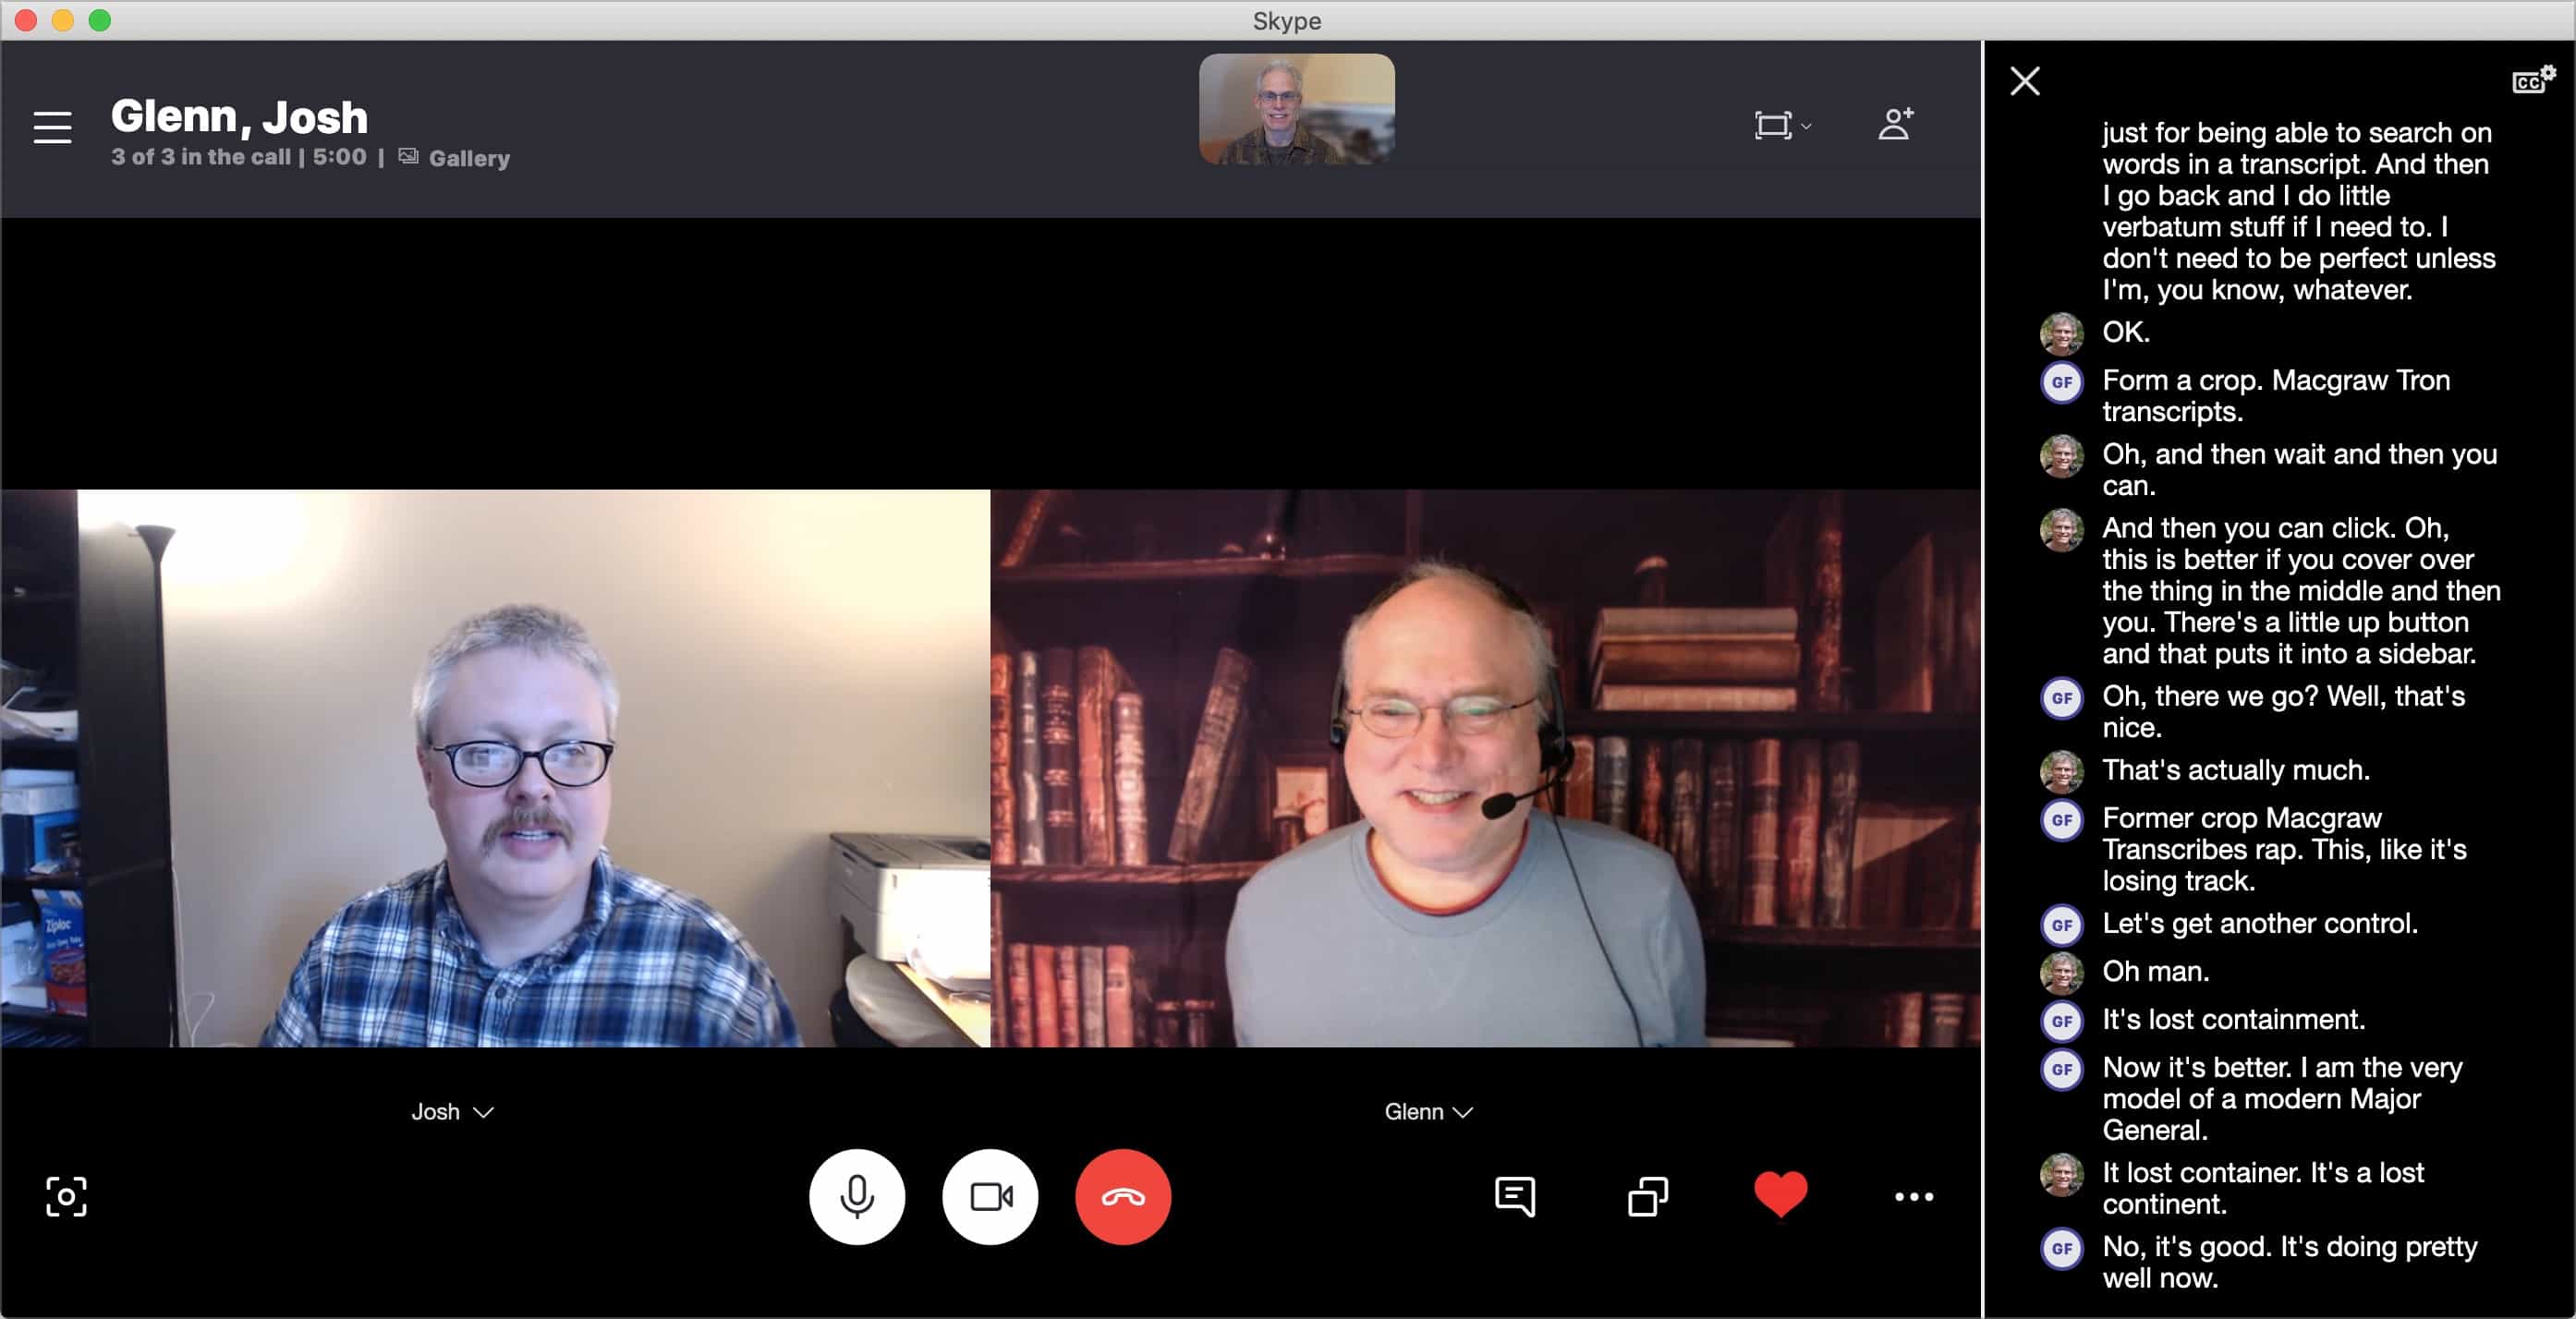 Skype
Glenn, Josh
3 of 3 in the call | 5:00 | Gallery
CC
just for being able to search on
words in a transcript. And then
I go back and I do little
verbatum stuff if I need to. I
don't need to be perfect unless
I'm, you know, whatever.
OK.
GF
Form a crop. Macgraw Tron
transcripts.
Oh, and then wait and then you
can.
And then you can click. Oh,
this is better if you cover over
the thing in the middle and then
you. There's a little up button
and that puts it into a sidebar.
GF
Oh, there we go? Well, that's
nice.
That's actually much.
GF
Former crop Macgraw
Transcribes rap. This, like it's
losing track.
GF
Let's get another control.
Oh man.
GF
It's lost containment.
GF
Now it's better. I am the very
model of a modern Major
General.
It lost container. It's a lost
continent.
GF
No, it's good. It's doing pretty
well now.
Ziploc
Josh
Glenn